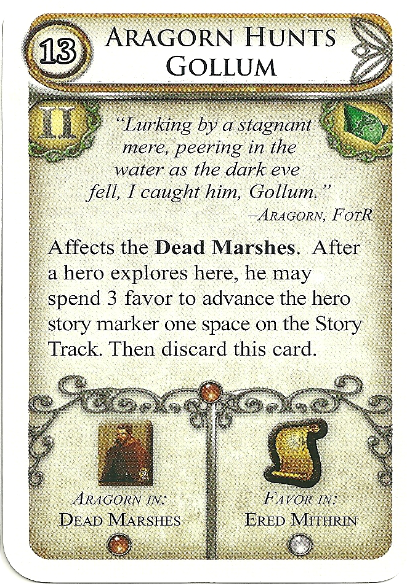 13
ARAGORN HUNTS
GOLLUM
II
"Lurking by a stagnant
mere, peering in the
water as the dark eve
fell, I caught him, Gollum."
–ARAGORN, FOTR
Affects the Dead Marshes. After
a hero explores here, he may
spend 3 favor to advance the hero
story marker one space on the Story
Track. Then discard this card.
ARAGORN IN:
DEAD MARSHES
FAVOR IN:
ERED MITHRIN